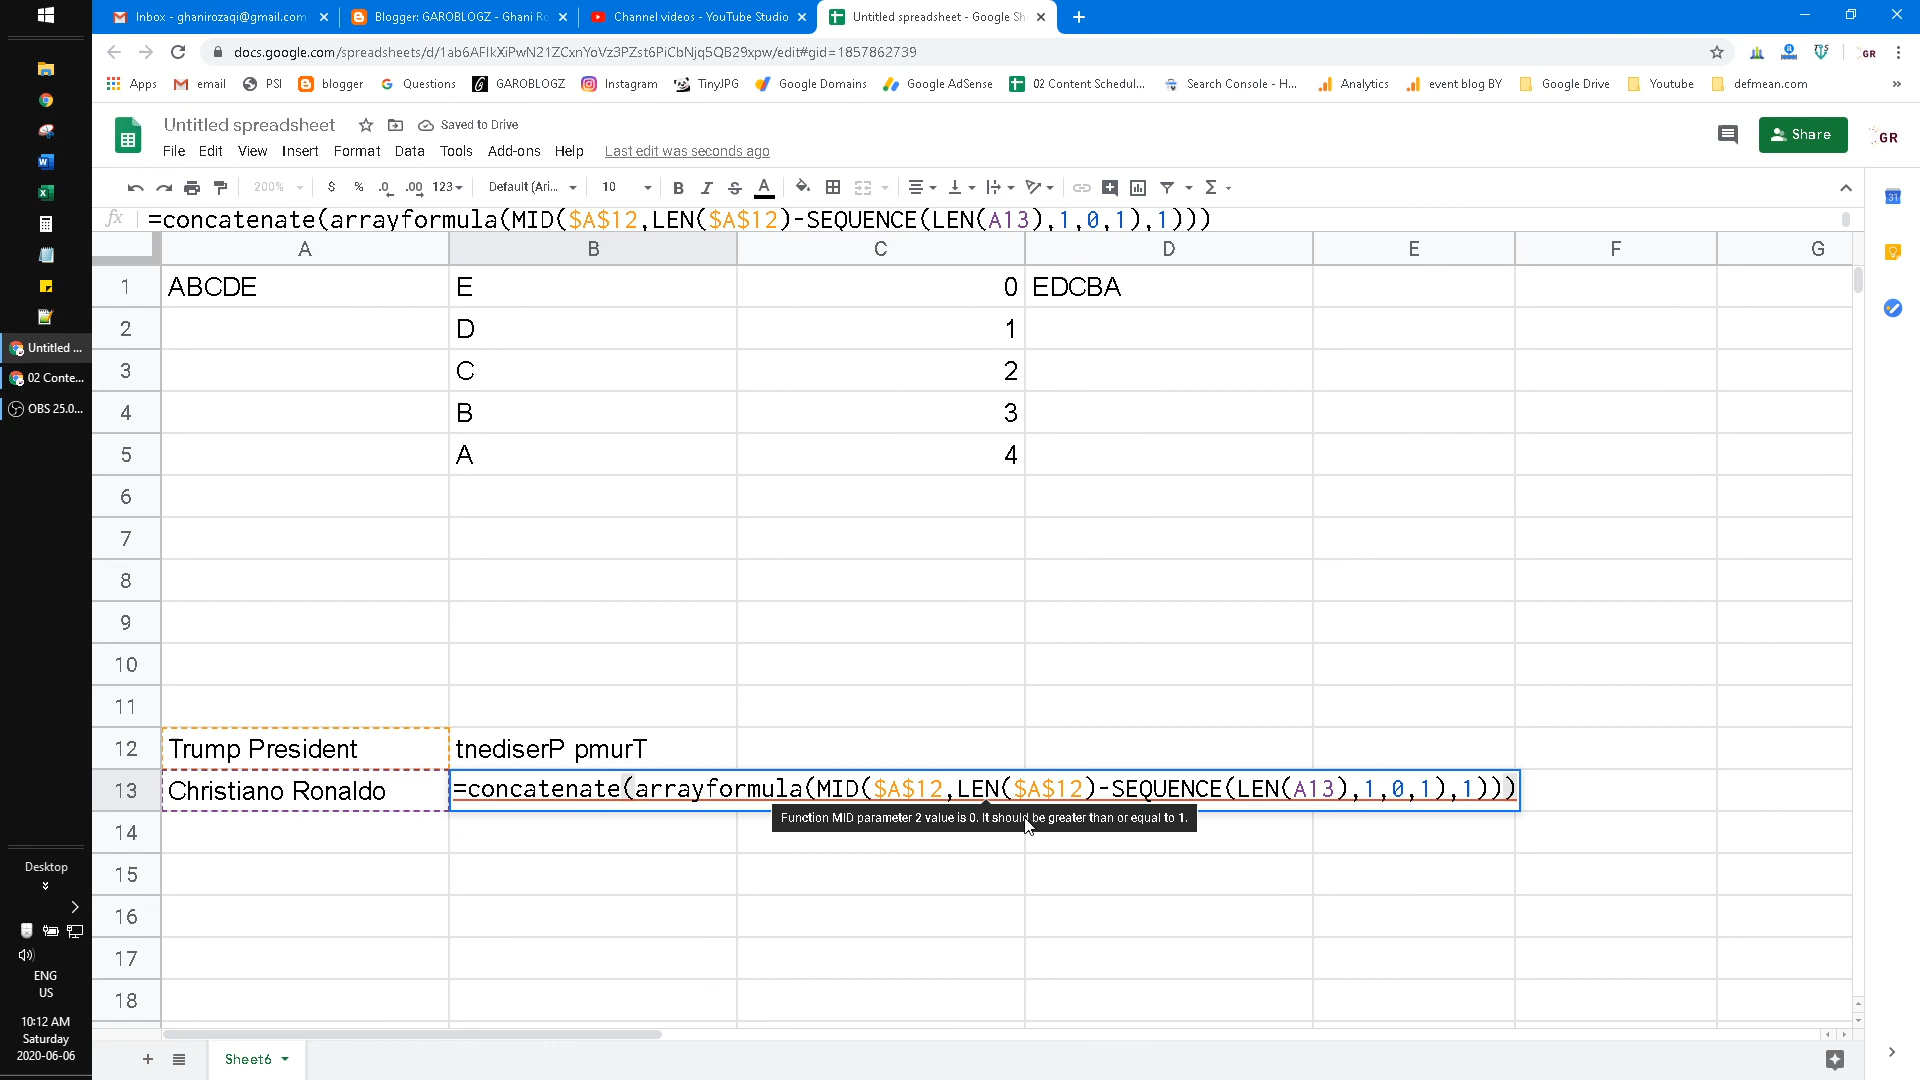 Inbox - ghanirozaqi@gmail.com
Blogger: GAROBLOGZ - Ghani Ro
Channel videos - YouTube Studio
Untitled spreadsheet - Google Sh
docs.google.com/spreadsheets/d/1ab6AFlkXiPwN21ZCxnYoVz3PZst6PiCbNjq5QB29xpw/edit#gid=1857862739
Apps email PSI blogger Questions GAROBLOGZ Instagram TinyJPG Google Domains Google AdSense 02 Content Schedul... Search Console - H... Analytics event blog BY Google Drive Youtube defmean.com »
Untitled spreadsheet Saved to Drive
File Edit View Insert Format Data Tools Add-ons Help Last edit was seconds ago
Share
GR
200% $ % .0 .00 123 Default (Ari... 10 B I S A Σ
fx =concatenate(arrayformula(MID($A$12,LEN($A$12)-SEQUENCE(LEN(A13),1,0,1),1)))
A B C D E F G
1 ABCDE E 0 EDCBA
2 D 1
3 C 2
4 B 3
5 A 4
6
7
8
9
10
11
12 Trump President tnediserP pmurT
13 Christiano Ronaldo =concatenate(arrayformula(MID($A$12,LEN($A$12)-SEQUENCE(LEN(A13),1,0,1),1)))
Function MID parameter 2 value is 0. It should be greater than or equal to 1.
14
15
16
17
18
Sheet6
Untitled ...
02 Conte...
OBS 25.0...
Desktop
ENG
US
10:12 AM
Saturday
2020-06-06